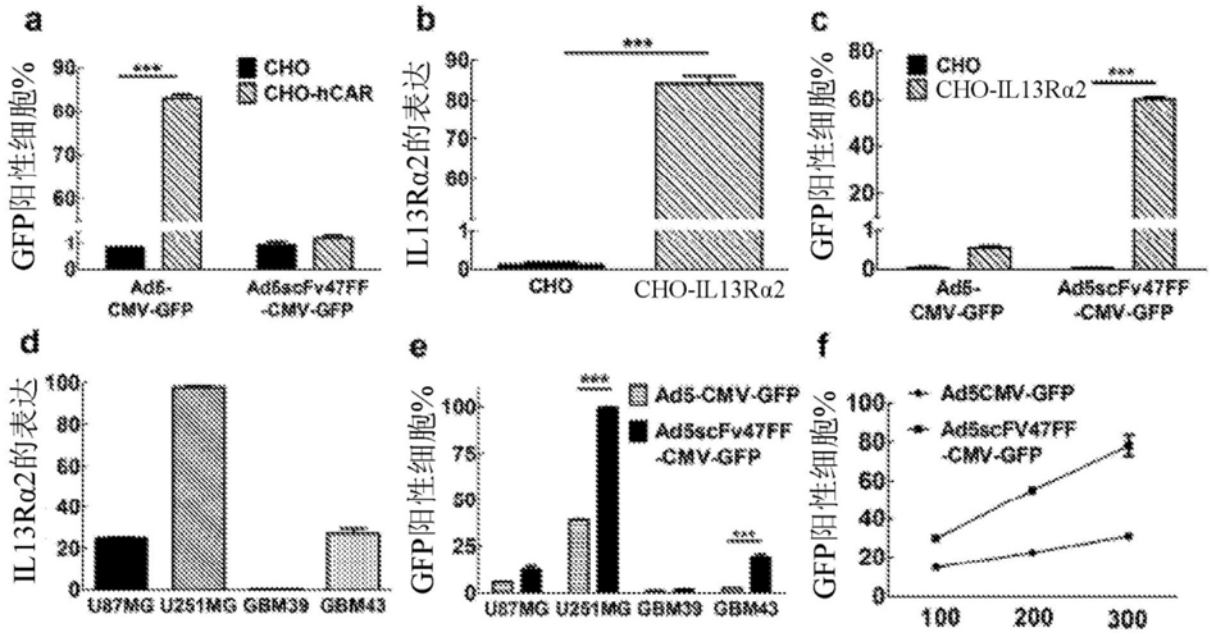 a
GFP阳性细胞%
90
80
70
60
1
0
***
CHO
CHO-hCAR
Ad5-
CMV-GFP
Ad5scFv47FF
-CMV-GFP
b
IL13Rα2的表达
90
80
70
60
1
0
***
CHO
CHO-IL13Rα2
c
GFP阳性细胞%
80
60
40
20
1
0
CHO
CHO-IL13Rα2
***
Ad5-
CMV-GFP
Ad5scFv47FF
-CMV-GFP
d
IL13Rα2的表达
100
80
60
40
20
0
U87MG
U251MG
GBM39
GBM43
e
GFP阳性细胞%
100
75
50
25
0
***
***
Ad5-CMV-GFP
Ad5scFv47FF
-CMV-GFP
U87MG
U251MG
GBM39
GBM43
f
GFP阳性细胞%
100
80
60
40
20
0
Ad5CMV-GFP
Ad5scFV47FF
-CMV-GFP
100
200
300